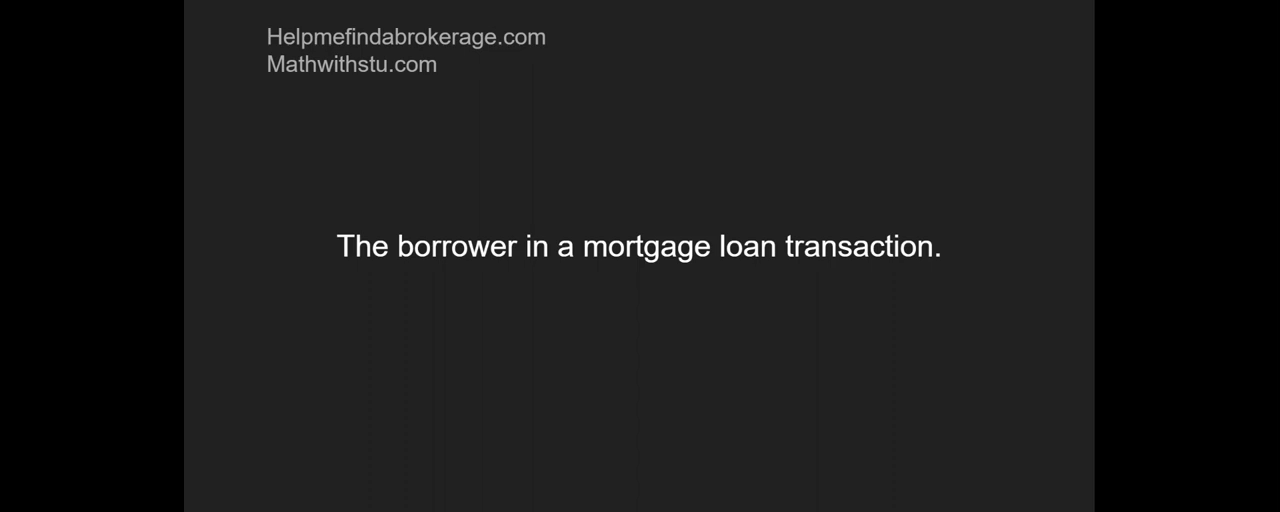 Helpmefindabrokerage.com
Mathwithstu.com
The borrower in a mortgage loan transaction.